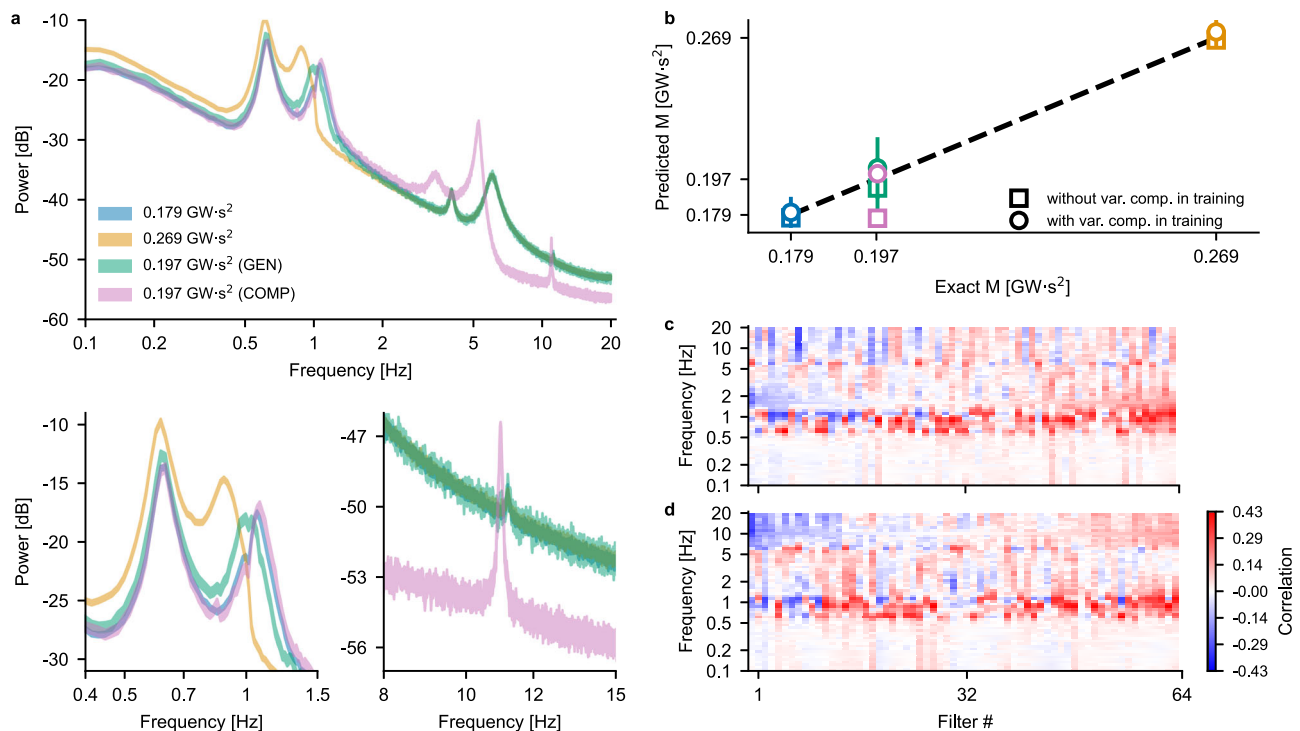 a
-10
-20
-30
-40
-50
-60
Power [dB]
0.179 GW·s²
0.269 GW·s²
0.197 GW·s² (GEN)
0.197 GW·s² (COMP)
0.1 0.2 0.5 1 2 5 10 20
Frequency [Hz]
-10
-15
-20
-25
-30
Power [dB]
0.4 0.5 0.7 1 1.5
Frequency [Hz]
-47
-50
-53
-56
8 10 12 15
Frequency [Hz]
b
0.269
0.197
0.179
Predicted M [GW·s²]
without var. comp. in training
with var. comp. in training
0.179 0.197 0.269
Exact M [GW·s²]
c
20
10
5
2
1
0.5
0.2
0.1
Frequency [Hz]
d
20
10
5
2
1
0.5
0.2
0.1
Frequency [Hz]
1 32 64
Filter #
0.43
0.29
0.14
-0.00
-0.14
-0.29
-0.43
Correlation